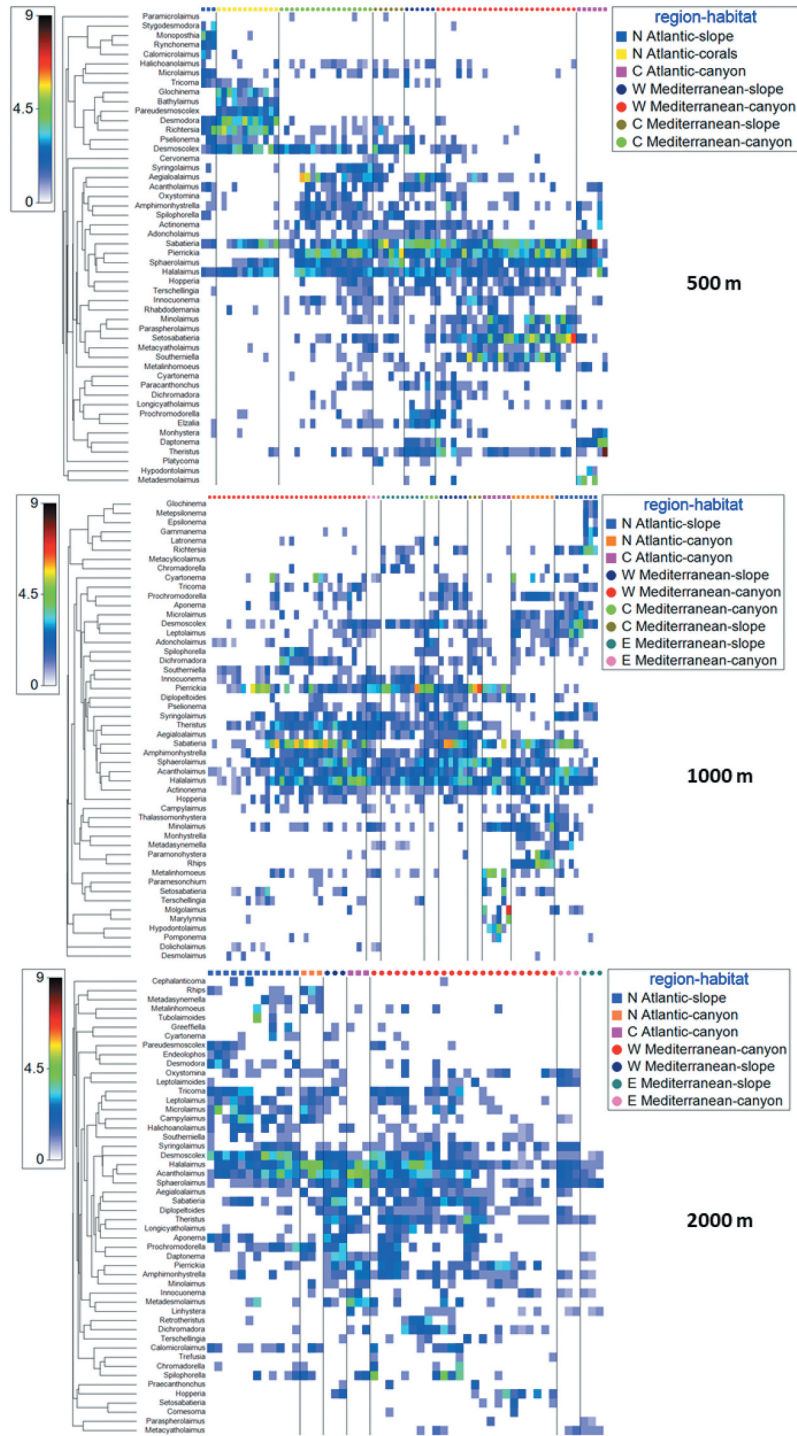 9
4.5
0
Paramicrolaimus
Stygodesmodora
Monoposthia
Rynchonema
Calomicrolaimus
Halichoanolaimus
Microlaimus
Tricoma
Glochinema
Bathylaimus
Pareudesmoscolex
Desmodora
Richtersia
Pselionema
Desmoscolex
Cervonema
Syringolaimus
Aegialoalaimus
Acantholaimus
Oxystomina
Amphimonhystrella
Spilophorella
Actinonema
Adoncholaimus
Sabatieria
Pierrickia
Sphaerolaimus
Halalaimus
Hopperia
Terschellingia
Innocuonema
Rhabdodemania
Minolaimus
Parasphaerolaimus
Setosabatieria
Metacyatholaimus
Southerniella
Metalinhomoeus
Cyartonema
Paracanthonchus
Dichromadora
Longicyatholaimus
Prochromodorella
Elzalia
Monhystera
Daptonema
Theristus
Platycoma
Hypodontolaimus
Metadesmolaimus
region-habitat
N Atlantic-slope
N Atlantic-corals
C Atlantic-canyon
W Mediterranean-slope
W Mediterranean-canyon
C Mediterranean-slope
C Mediterranean-canyon
500 m
9
4.5
0
Glochinema
Metepsilonema
Epsilonema
Gammanema
Latronema
Richtersia
Metacylicolaimus
Chromadorella
Cyartonema
Tricoma
Prochromodorella
Aponema
Microlaimus
Desmoscolex
Leptolaimus
Adoncholaimus
Spilophorella
Dichromadora
Southerniella
Innocuonema
Pierrickia
Diplopeltoides
Pselionema
Syringolaimus
Theristus
Aegialoalaimus
Sabatieria
Amphimonhystrella
Sphaerolaimus
Acantholaimus
Halalaimus
Actinonema
Hopperia
Campylaimus
Thalassomonhystera
Minolaimus
Monhystrella
Metadasynemella
Paramonohystera
Rhips
Metalinhomoeus
Paramesonchium
Setosabatieria
Terschellingia
Molgolaimus
Marylynnia
Hypodontolaimus
Pomponema
Dolicholaimus
Desmolaimus
region-habitat
N Atlantic-slope
N Atlantic-canyon
C Atlantic-canyon
W Mediterranean-slope
W Mediterranean-canyon
C Mediterranean-canyon
C Mediterranean-slope
E Mediterranean-slope
E Mediterranean-canyon
1000 m
9
4.5
0
Cephalanticoma
Rhips
Metadasynemella
Metalinhomoeus
Tubolaimoides
Greeffiella
Cyartonema
Pareudesmoscolex
Endeolophos
Desmodora
Oxystomina
Leptolaimoides
Tricoma
Leptolaimus
Microlaimus
Campylaimus
Halichoanolaimus
Southerniella
Syringolaimus
Desmoscolex
Halalaimus
Acantholaimus
Sphaerolaimus
Aegialoalaimus
Sabatieria
Diplopeltoides
Theristus
Longicyatholaimus
Aponema
Prochromodorella
Daptonema
Pierrickia
Amphimonhystrella
Minolaimus
Innocuonema
Metadesmolaimus
Linhystera
Retrotheristus
Dichromadora
Terschellingia
Calomicrolaimus
Trefusia
Chromadorella
Spilophorella
Praecanthonchus
Hopperia
Setosabatieria
Comesoma
Parasphaerolaimus
Metacyatholaimus
region-habitat
N Atlantic-slope
N Atlantic-canyon
C Atlantic-canyon
W Mediterranean-canyon
W Mediterranean-slope
E Mediterranean-slope
E Mediterranean-canyon
2000 m